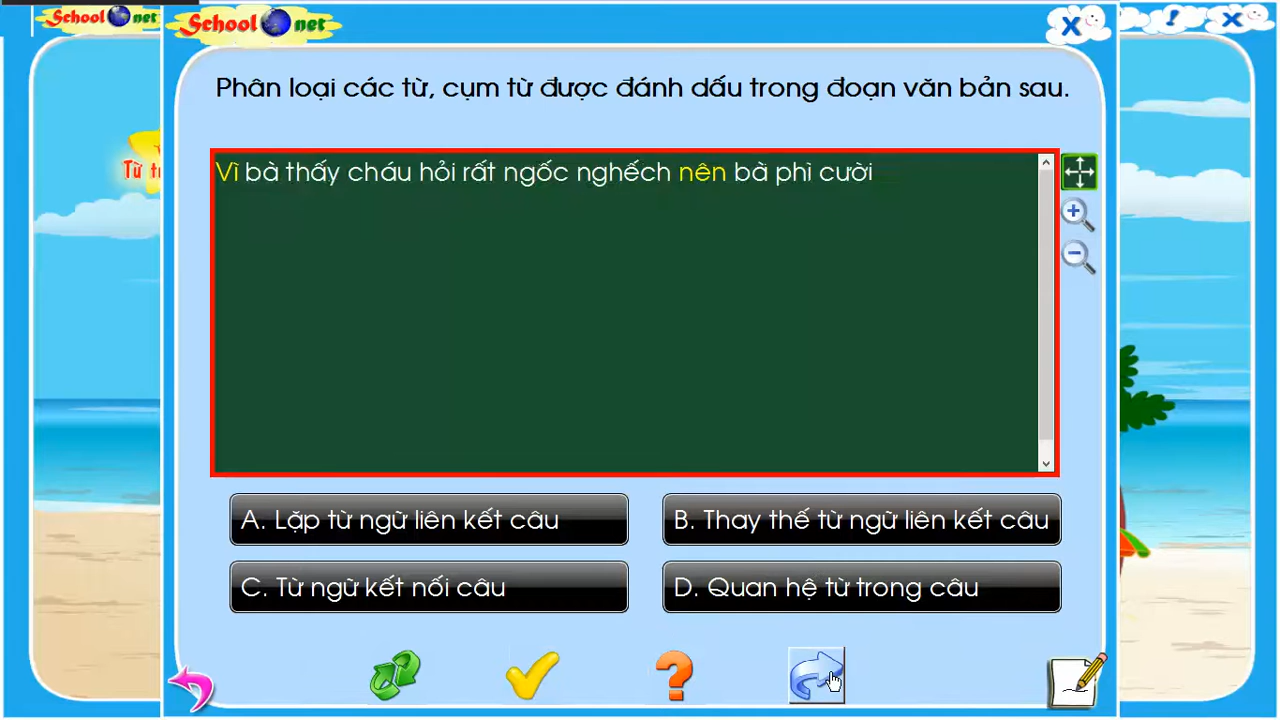 School net
School net
X
! X
Phân loại các từ, cụm từ được đánh dấu trong đoạn văn bản sau.
Từ tr
Vì bà thấy cháu hỏi rất ngốc nghếch nên bà phì cười
A. Lặp từ ngữ liên kết câu
B. Thay thế từ ngữ liên kết câu
C. Từ ngữ kết nối câu
D. Quan hệ từ trong câu
?